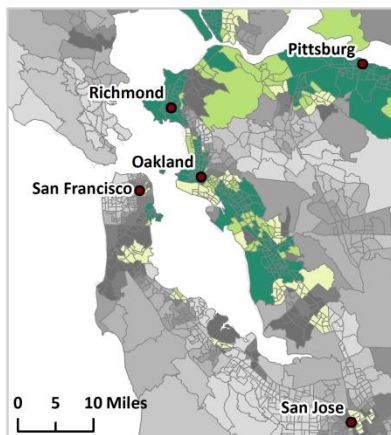 Pittsburg
Richmond
Oakland
San Francisco
0 5 10 Miles
San Jose